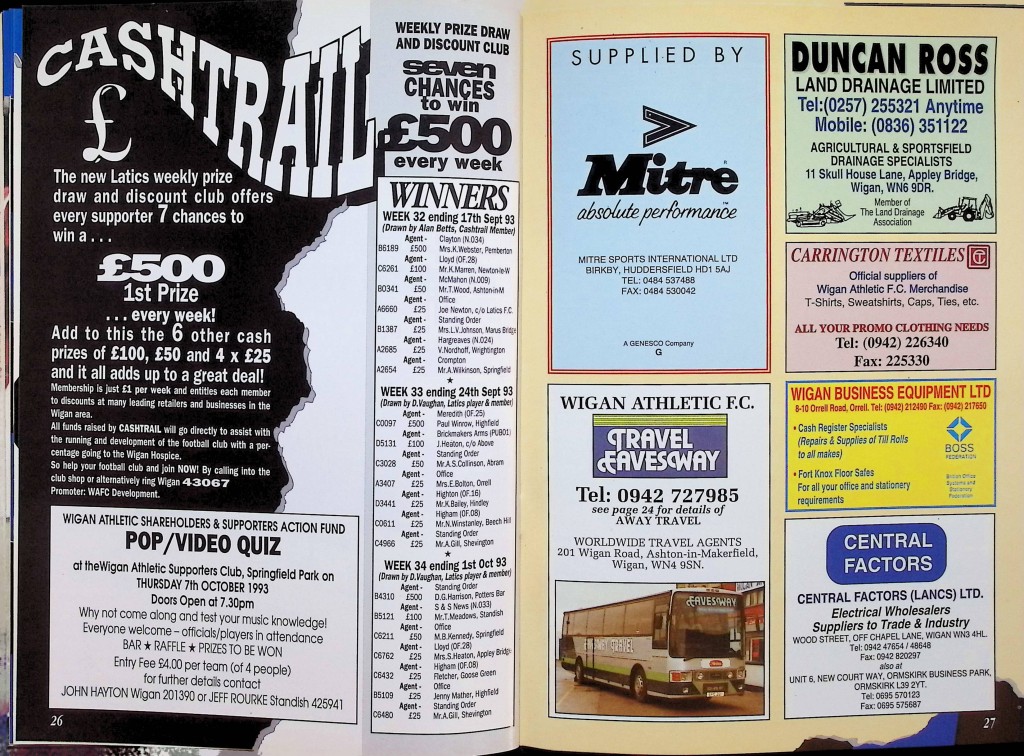 CASHTRAIL
£
The new Latics weekly prize
draw and discount club offers
every supporter 7 chances to
win a . . .
£500
1st Prize
. . . every week!
Add to this the 6 other cash
prizes of £100, £50 and 4 x £25
and it all adds up to a great deal!
Membership is just £1 per week and entitles each member
to discounts at many leading retailers and businesses in the
Wigan area.
All funds raised by CASHTRAIL will go directly to assist with
the running and development of the football club with a per-
centage going to the Wigan Hospice.
So help your football club and join NOW! By calling into the
club shop or alternatively ring Wigan 43067
Promoter: WAFC Development.
WIGAN ATHLETIC SHAREHOLDERS & SUPPORTERS ACTION FUND
POP/VIDEO QUIZ
at theWigan Athletic Supporters Club, Springfield Park on
THURSDAY 7th OCTOBER 1993
Doors Open at 7.30pm
Why not come along and test your music knowledge!
Everyone welcome – officials/players in attendance
BAR ★ RAFFLE ★ PRIZES TO BE WON
Entry Fee £4.00 per team (of 4 people)
for further details contact
JOHN HAYTON Wigan 201390 or JEFF ROURKE Standish 425941
26
WEEKLY PRIZE DRAW
AND DISCOUNT CLUB
seven
CHANCES
to win
£500
every week
WINNERS
WEEK 32 ending 17th Sept 93
(Drawn by Alan Betts, Cashtrail Member)
Agent - Clayton (N.034)
B6189 £500 Mrs.K.Webster, Pemberton
Agent - Lloyd (OF.28)
C6261 £100 Mr.K.Marren, Newton-le-W
Agent - McMahon (N.009)
B0341 £50 Mr.T.Wood, Ashton-in-M
Agent - Office
A6660 £25 Joe Newton, c/o Latics F.C.
Agent - Standing Order
B1387 £25 Mrs.L.V.Johnson, Marus Bridge
Agent - Hargreaves (N.024)
A2685 £25 V.Nordhoff, Wrightington
Agent - Crompton
A2654 £25 Mr.A.Wilkinson, Springfield
★
WEEK 33 ending 24th Sept 93
(Drawn by D.Vaughan, Latics player & member)
Agent - Meredith (OF.25)
C0097 £500 Paul Winrow, Highfield
Agent - Brickmakers Arms (PUB01)
D5131 £100 J.Heaton, c/o Above
Agent - Standing Order
C3028 £50 Mr.A.S.Collinson, Abram
Agent - Office
A3407 £25 Mrs.E.Bolton, Orrell
Agent - Highton (OF.16)
D3441 £25 Mr.K.Bailey, Hindley
Agent - Higham (OF.08)
C0611 £25 Mr.N.Winstanley, Beech Hill
Agent - Standing Order
C4966 £25 Mr.A.Gill, Shevington
★
WEEK 34 ending 1st Oct 93
(Drawn by D.Vaughan, Latics player & member)
Agent - Standing Order
B4310 £500 D.G.Harrison, Potters Bar
Agent - S & S News (N.033)
B5121 £100 Mr.T.Meadows, Standish
Agent - Office
C6211 £50 M.B.Kennedy, Springfield
Agent - Lloyd (OF.28)
C6762 £25 Mrs.S.Heaton, Appley Bridge
Agent - Higham (OF.08)
C6432 £25 Fletcher, Goose Green
Agent - Office
B5109 £25 Jenny Mather, Highfield
Agent - Standing Order
C6480 £25 Mr.A.Gill, Shevington
SUPPLIED BY
Mitre
absolute performance™
MITRE SPORTS INTERNATIONAL LTD
BIRKBY, HUDDERSFIELD HD1 5AJ
TEL: 0484 537488
FAX: 0484 530042
A GENESCO Company
G
WIGAN ATHLETIC F.C.
TRAVEL
EAVESWAY
Tel: 0942 727985
see page 24 for details of
AWAY TRAVEL
WORLDWIDE TRAVEL AGENTS
201 Wigan Road, Ashton-in-Makerfield,
Wigan, WN4 9SN.
EAVESWAY
EAVESWAY TRAVEL
DUNCAN ROSS
LAND DRAINAGE LIMITED
Tel:(0257) 255321 Anytime
Mobile: (0836) 351122
AGRICULTURAL & SPORTSFIELD
DRAINAGE SPECIALISTS
11 Skull House Lane, Appley Bridge,
Wigan, WN6 9DR.
Member of
The Land Drainage
Association
CARRINGTON TEXTILES
Official suppliers of
Wigan Athletic F.C. Merchandise
T-Shirts, Sweatshirts, Caps, Ties, etc.
ALL YOUR PROMO CLOTHING NEEDS
Tel: (0942) 226340
Fax: 225330
WIGAN BUSINESS EQUIPMENT LTD
8-10 Orrell Road, Orrell. Tel: (0942) 212490 Fax: (0942) 217650
• Cash Register Specialists
(Repairs & Supplies of Till Rolls
to all makes)
• Fort Knox Floor Safes
For all your office and stationery
requirements
BOSS
FEDERATION
British Office
Systems and
Stationery
Federation
CENTRAL
FACTORS
CENTRAL FACTORS (LANCS) LTD.
Electrical Wholesalers
Suppliers to Trade & Industry
WOOD STREET, OFF CHAPEL LANE, WIGAN WN3 4HL.
Tel: 0942 47654 / 48648
Fax: 0942 820297
also at
UNIT 6, NEW COURT WAY, ORMSKIRK BUSINESS PARK,
ORMSKIRK L39 2YT.
Tel: 0695 570123
Fax: 0695 575687
27